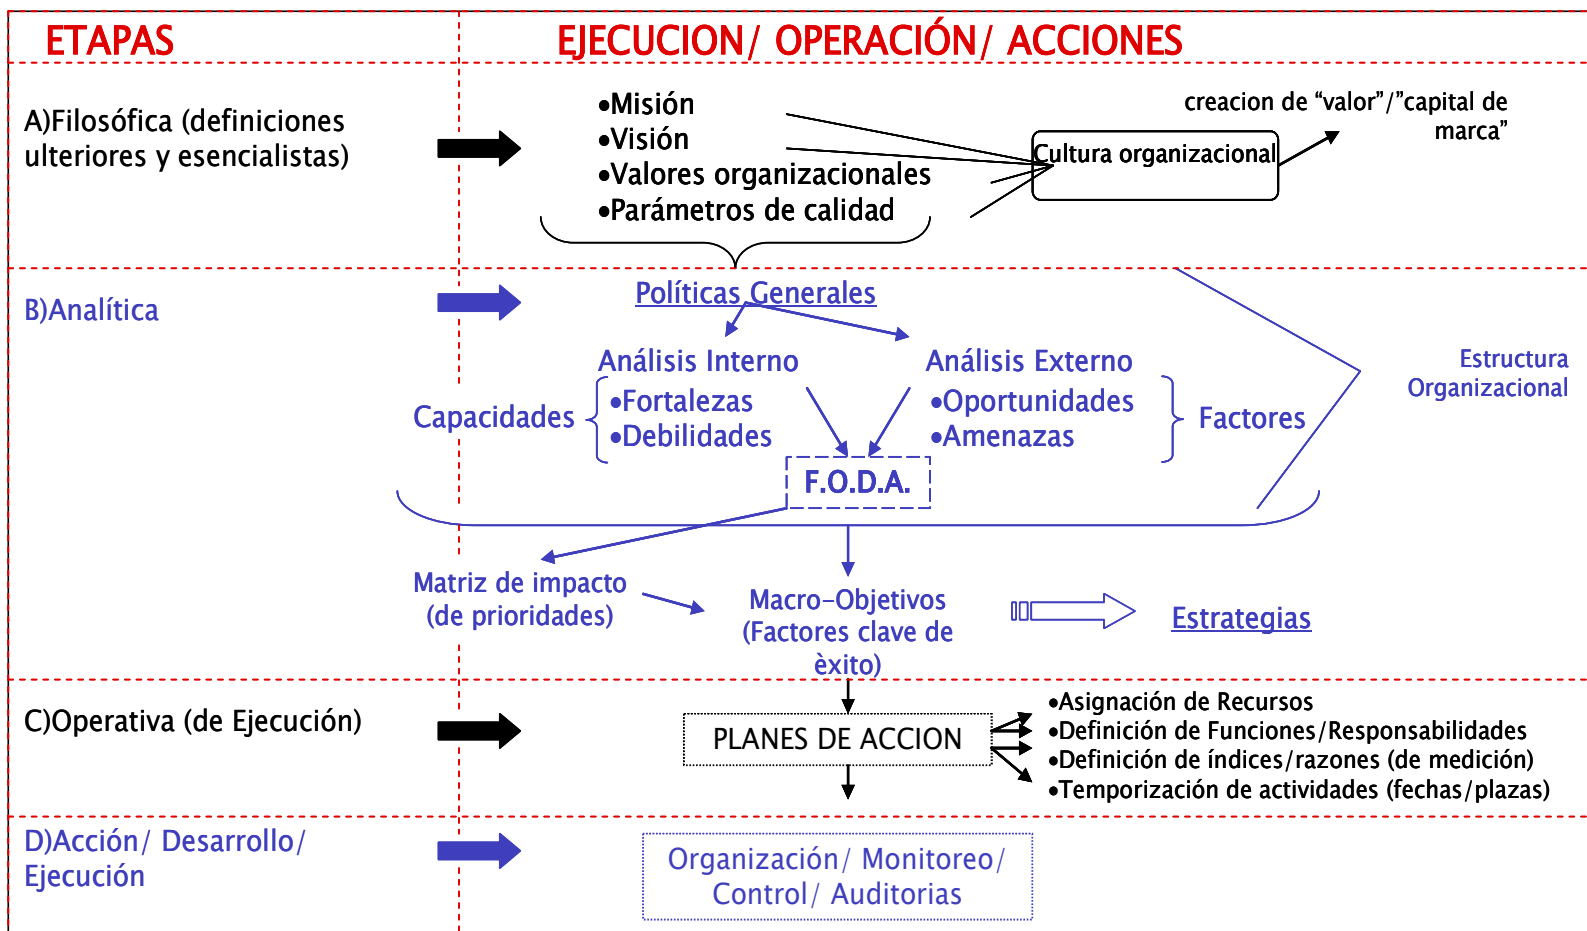 ETAPAS
EJECUCION/ OPERACIÓN/ ACCIONES
A)Filosófica (definiciones
ulteriores y esencialistas)
•Misión
•Visión
•Valores organizacionales
•Parámetros de calidad
Cultura organizacional
creacion de “valor”/”capital de
marca”
B)Analítica
Políticas Generales
Análisis Interno
Análisis Externo
Capacidades
•Fortalezas
•Debilidades
•Oportunidades
•Amenazas
Factores
Estructura
Organizacional
F.O.D.A.
Matriz de impacto
(de prioridades)
Macro-Objetivos
(Factores clave de
èxito)
Estrategias
C)Operativa (de Ejecución)
PLANES DE ACCION
•Asignación de Recursos
•Definición de Funciones/Responsabilidades
•Definición de índices/razones (de medición)
•Temporización de actividades (fechas/plazas)
D)Acción/ Desarrollo/
Ejecución
Organización/ Monitoreo/
Control/ Auditorias